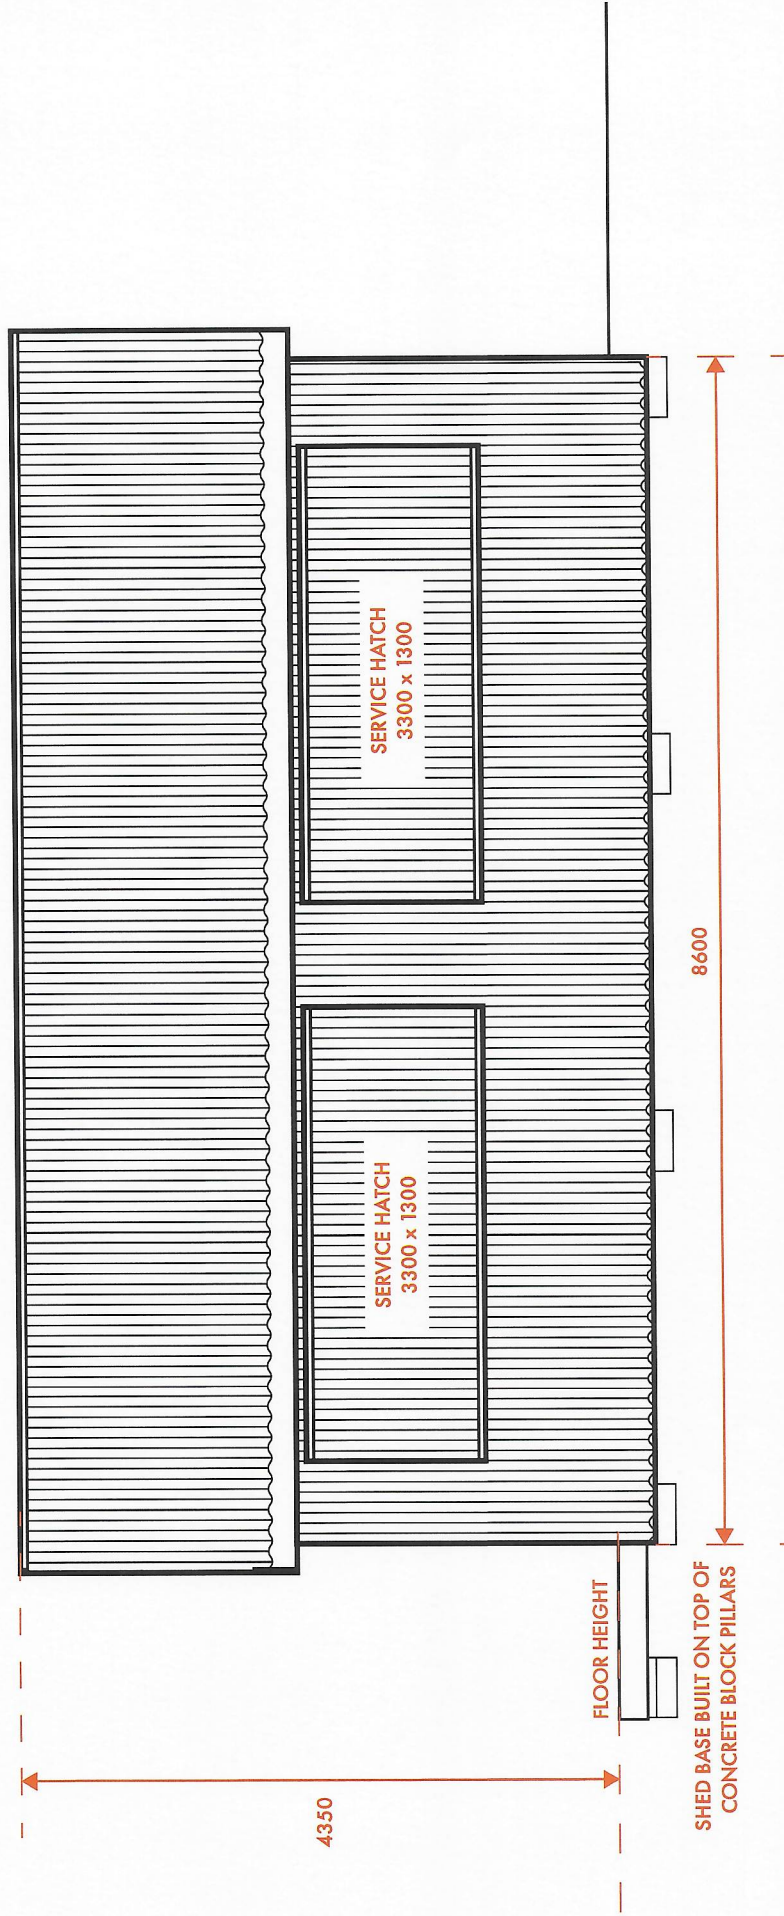 4350
FLOOR HEIGHT
SHED BASE BUILT ON TOP OF
CONCRETE BLOCK PILLARS
SERVICE HATCH
3300 x 1300
SERVICE HATCH
3300 x 1300
8600